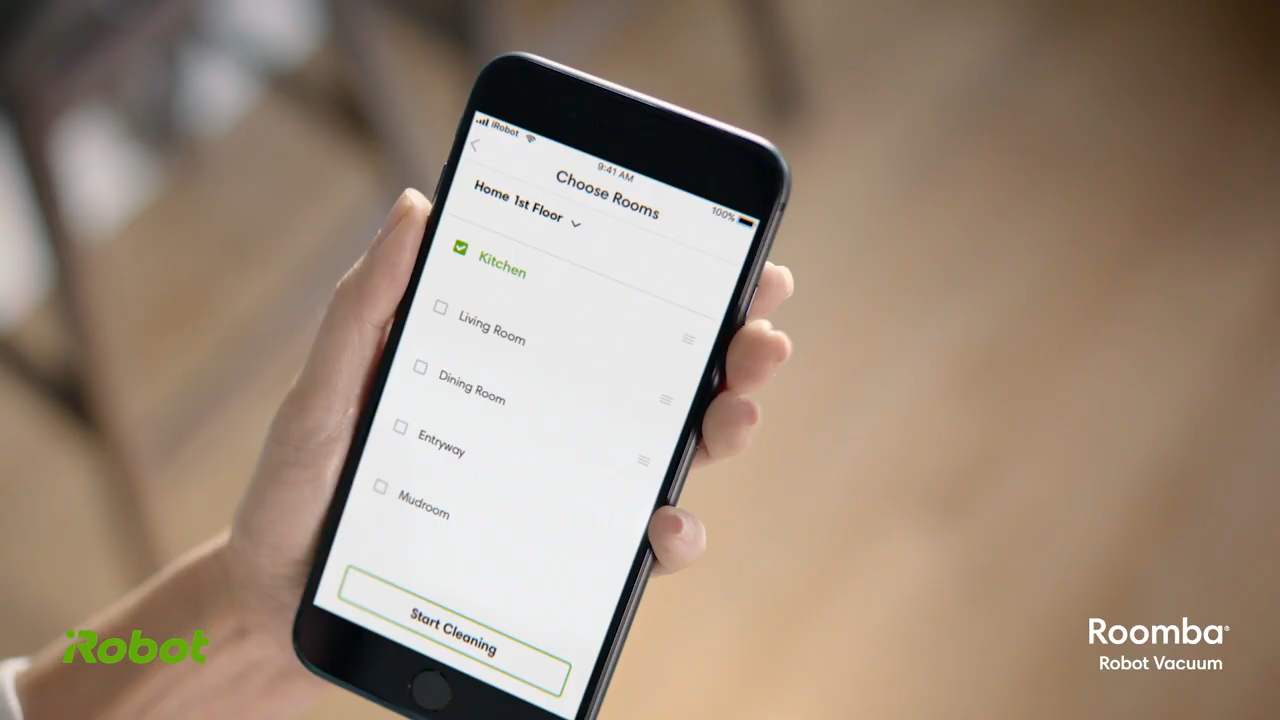 iRobot
9:41 AM
100%
Choose Rooms
Home 1st Floor
Kitchen
Living Room
Dining Room
Entryway
Mudroom
Start Cleaning
iRobot
Roomba®
Robot Vacuum